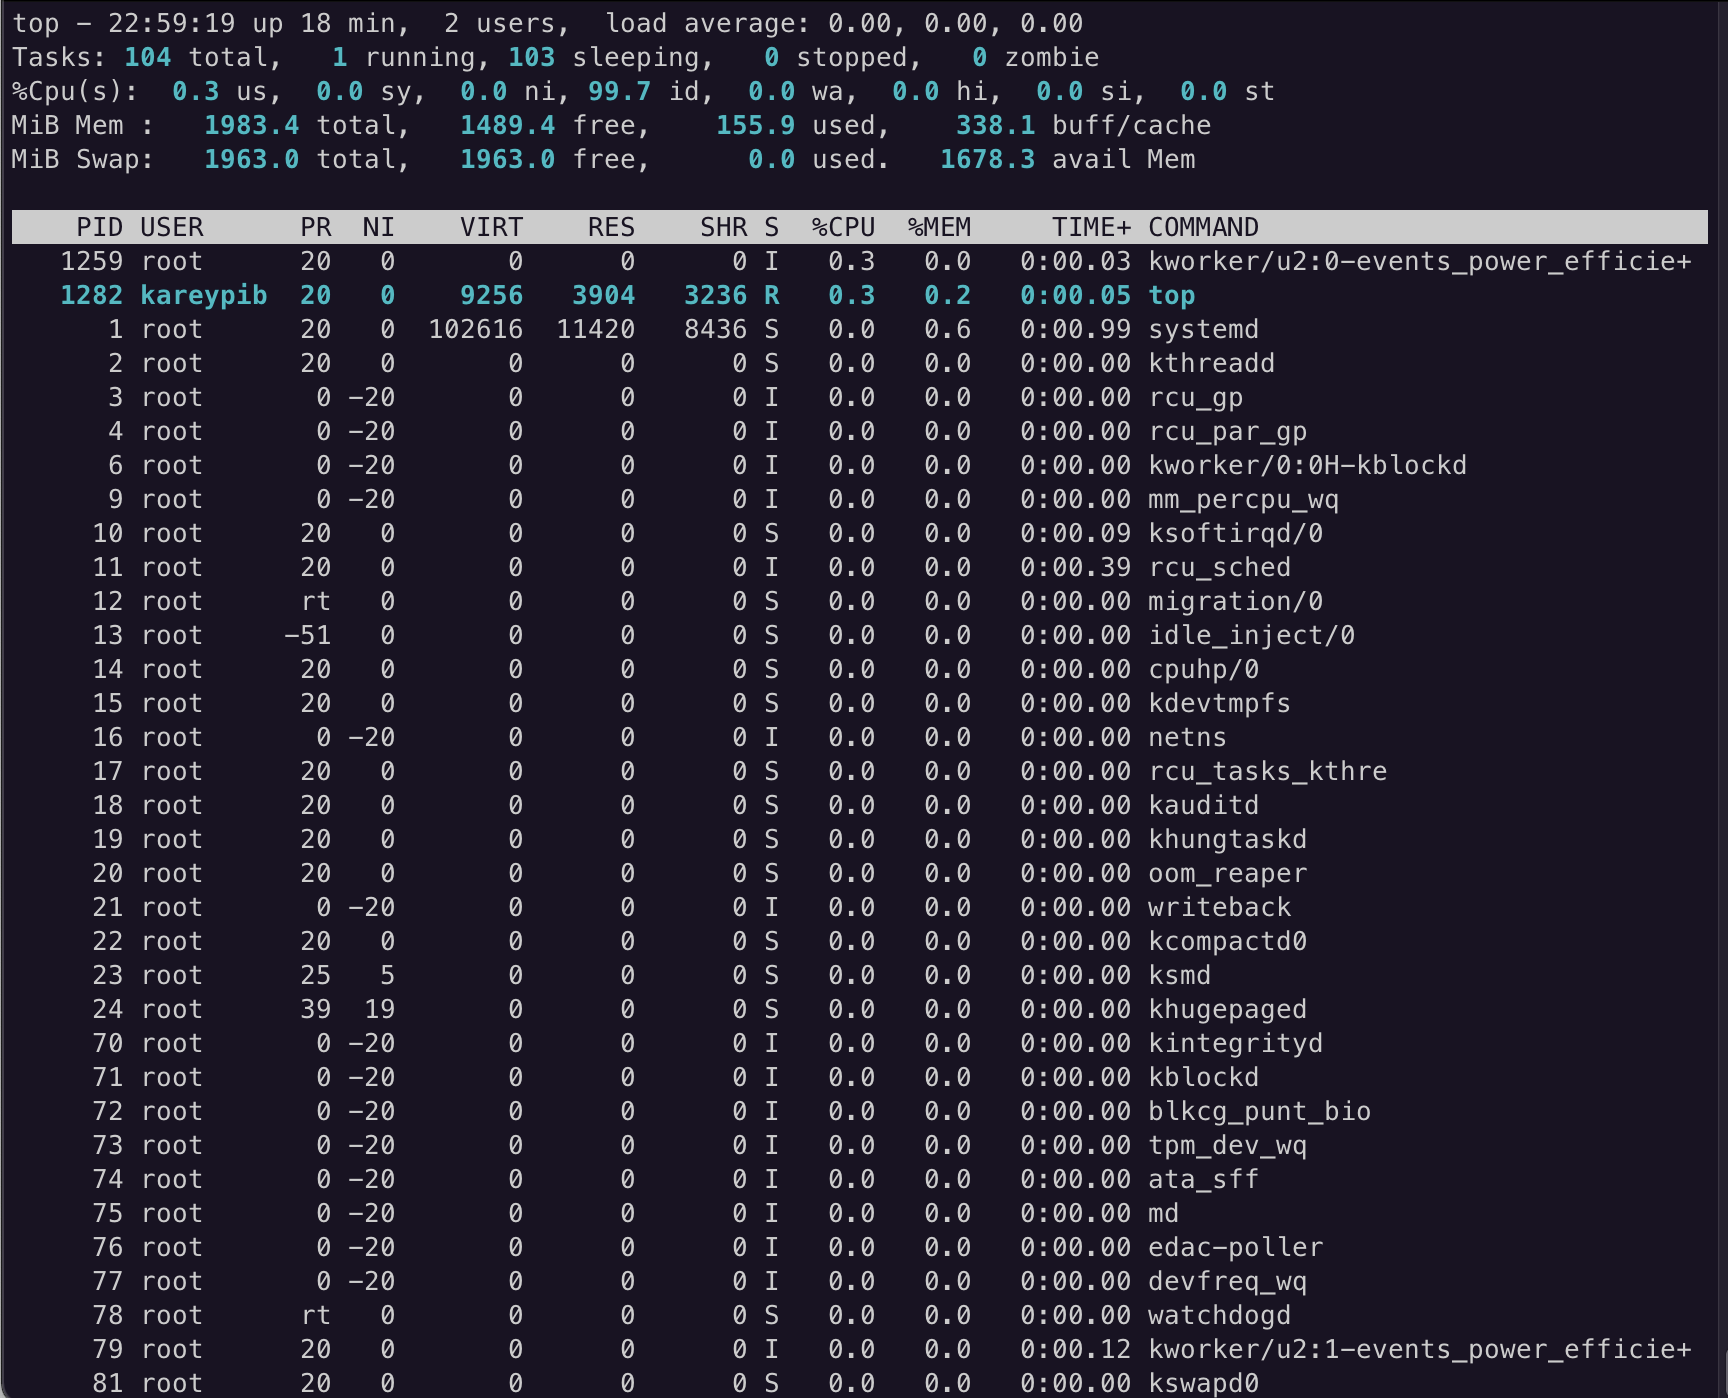 top - 22:59:19 up 18 min,  2 users,  load average: 0.00, 0.00, 0.00
Tasks: 104 total,   1 running, 103 sleeping,   0 stopped,   0 zombie
%Cpu(s):  0.3 us,  0.0 sy,  0.0 ni, 99.7 id,  0.0 wa,  0.0 hi,  0.0 si,  0.0 st
MiB Mem :   1983.4 total,   1489.4 free,    155.9 used,    338.1 buff/cache
MiB Swap:   1963.0 total,   1963.0 free,      0.0 used.   1678.3 avail Mem
PID USER      PR  NI    VIRT    RES    SHR S  %CPU  %MEM     TIME+ COMMAND
1259 root      20   0       0      0      0 I   0.3   0.0   0:00.03 kworker/u2:0-events_power_efficie+
1282 kareypib  20   0    9256   3904   3236 R   0.3   0.2   0:00.05 top
1 root      20   0  102616  11420   8436 S   0.0   0.6   0:00.99 systemd
2 root      20   0       0      0      0 S   0.0   0.0   0:00.00 kthreadd
3 root       0 -20       0      0      0 I   0.0   0.0   0:00.00 rcu_gp
4 root       0 -20       0      0      0 I   0.0   0.0   0:00.00 rcu_par_gp
6 root       0 -20       0      0      0 I   0.0   0.0   0:00.00 kworker/0:0H-kblockd
9 root       0 -20       0      0      0 I   0.0   0.0   0:00.00 mm_percpu_wq
10 root      20   0       0      0      0 S   0.0   0.0   0:00.09 ksoftirqd/0
11 root      20   0       0      0      0 I   0.0   0.0   0:00.39 rcu_sched
12 root      rt   0       0      0      0 S   0.0   0.0   0:00.00 migration/0
13 root     -51   0       0      0      0 S   0.0   0.0   0:00.00 idle_inject/0
14 root      20   0       0      0      0 S   0.0   0.0   0:00.00 cpuhp/0
15 root      20   0       0      0      0 S   0.0   0.0   0:00.00 kdevtmpfs
16 root       0 -20       0      0      0 I   0.0   0.0   0:00.00 netns
17 root      20   0       0      0      0 S   0.0   0.0   0:00.00 rcu_tasks_kthre
18 root      20   0       0      0      0 S   0.0   0.0   0:00.00 kauditd
19 root      20   0       0      0      0 S   0.0   0.0   0:00.00 khungtaskd
20 root      20   0       0      0      0 S   0.0   0.0   0:00.00 oom_reaper
21 root       0 -20       0      0      0 I   0.0   0.0   0:00.00 writeback
22 root      20   0       0      0      0 S   0.0   0.0   0:00.00 kcompactd0
23 root      25   5       0      0      0 S   0.0   0.0   0:00.00 ksmd
24 root      39  19       0      0      0 S   0.0   0.0   0:00.00 khugepaged
70 root       0 -20       0      0      0 I   0.0   0.0   0:00.00 kintegrityd
71 root       0 -20       0      0      0 I   0.0   0.0   0:00.00 kblockd
72 root       0 -20       0      0      0 I   0.0   0.0   0:00.00 blkcg_punt_bio
73 root       0 -20       0      0      0 I   0.0   0.0   0:00.00 tpm_dev_wq
74 root       0 -20       0      0      0 I   0.0   0.0   0:00.00 ata_sff
75 root       0 -20       0      0      0 I   0.0   0.0   0:00.00 md
76 root       0 -20       0      0      0 I   0.0   0.0   0:00.00 edac-poller
77 root       0 -20       0      0      0 I   0.0   0.0   0:00.00 devfreq_wq
78 root      rt   0       0      0      0 S   0.0   0.0   0:00.00 watchdogd
79 root      20   0       0      0      0 I   0.0   0.0   0:00.12 kworker/u2:1-events_power_efficie+
81 root      20   0       0      0      0 S   0.0   0.0   0:00.00 kswapd0